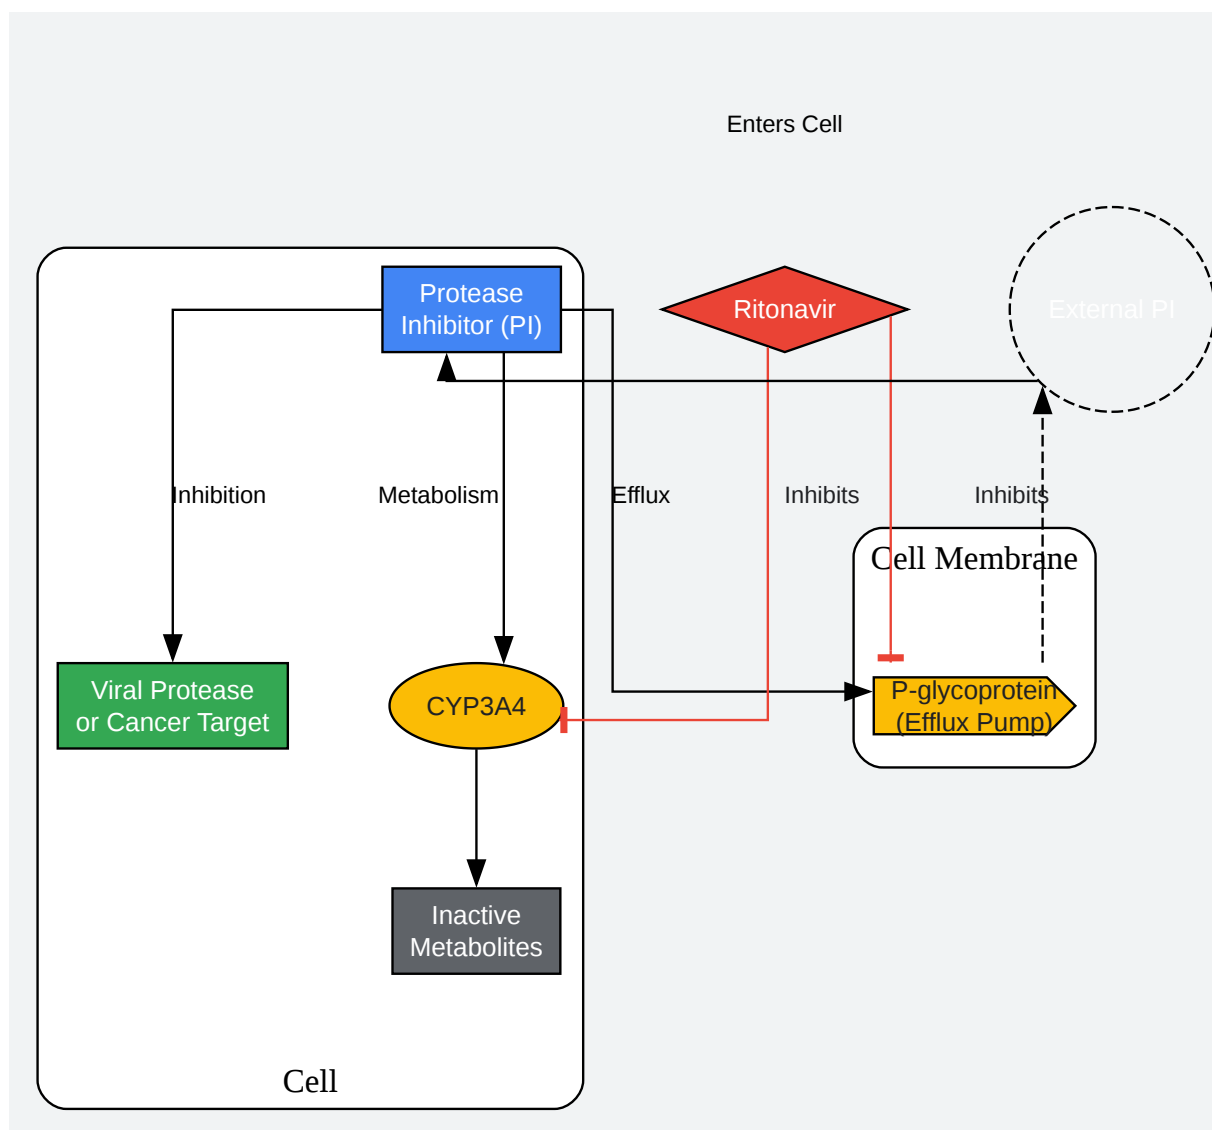 Enters Cell
Protease
Inhibitor (PI)
Ritonavir
External PI
Inhibition
Metabolism
Efflux
Inhibits
Inhibits
Cell Membrane
Viral Protease
or Cancer Target
CYP3A4
P-glycoprotein
(Efflux Pump)
Inactive
Metabolites
Cell